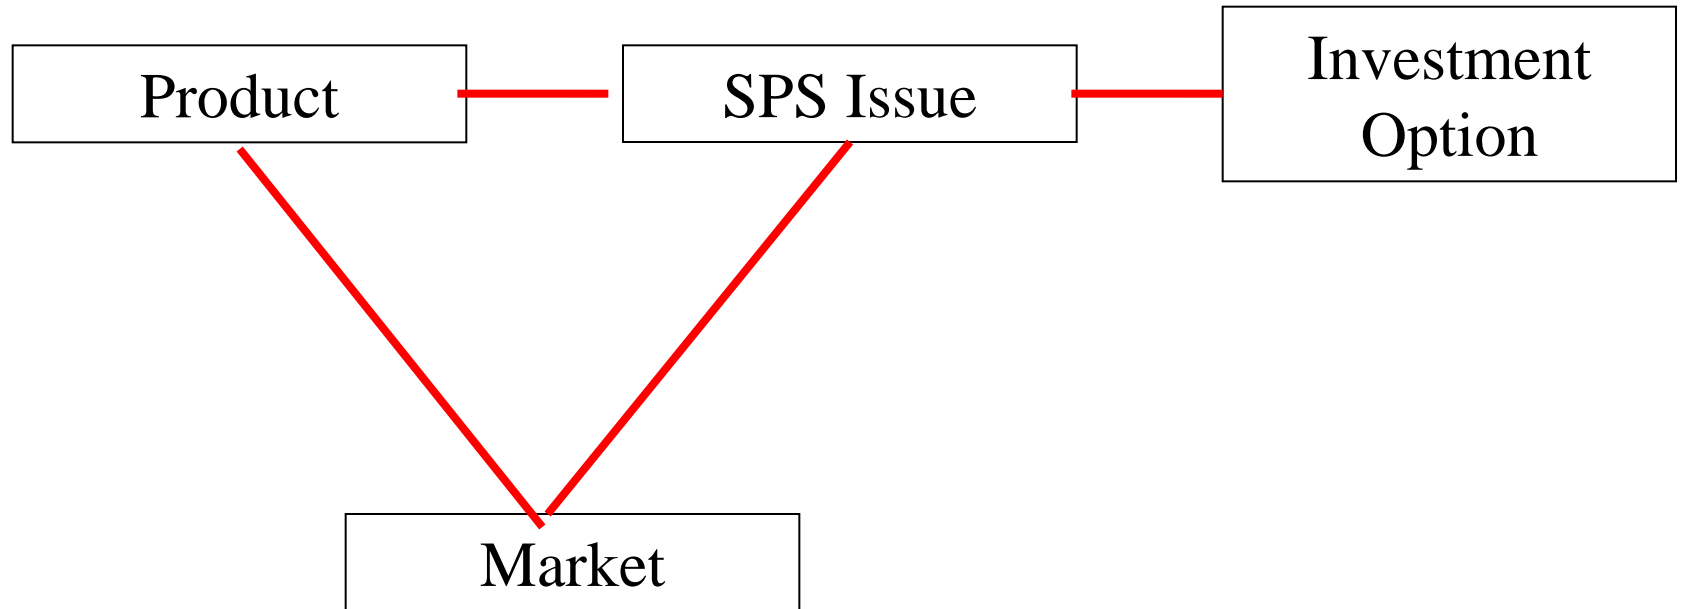 Product
SPS Issue
Investment
Option
Market